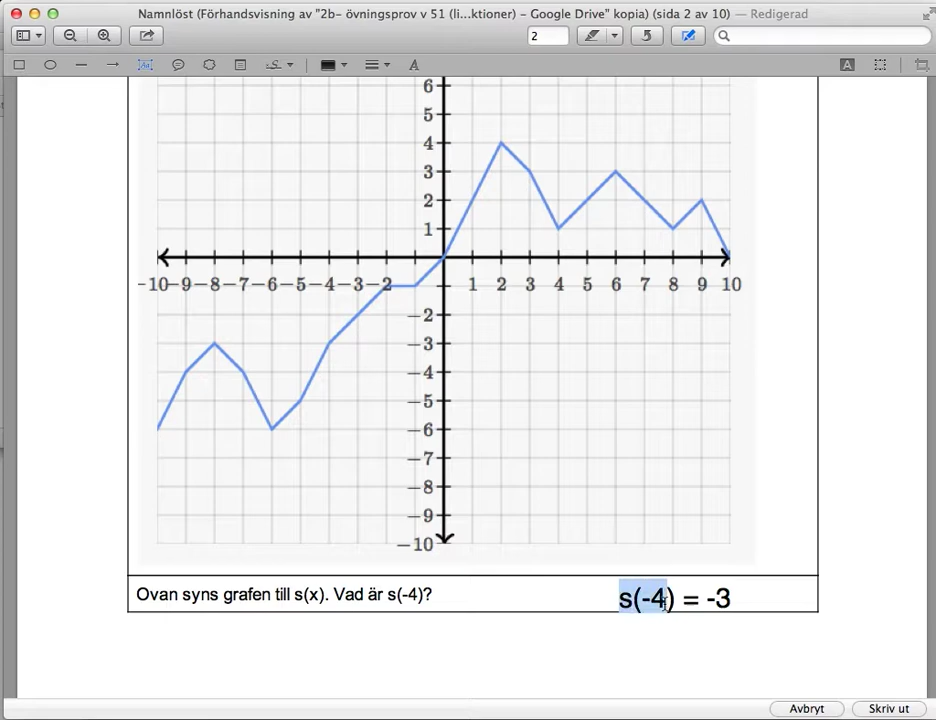 Namnlöst (Förhandsvisning av "2b- övningsprov v 51 (li...ktioner) - Google Drive" kopia) (sida 2 av 10) — Redigerad
2
Aa
A
A
6
5
4
3
2
1
-10 -9 -8 -7 -6 -5 -4 -3 -2 1 2 3 4 5 6 7 8 9 10
-2
-3
-4
-5
-6
-7
-8
-9
-10
Ovan syns grafen till s(x). Vad är s(-4)? s(-4) = -3
Avbryt Skriv ut